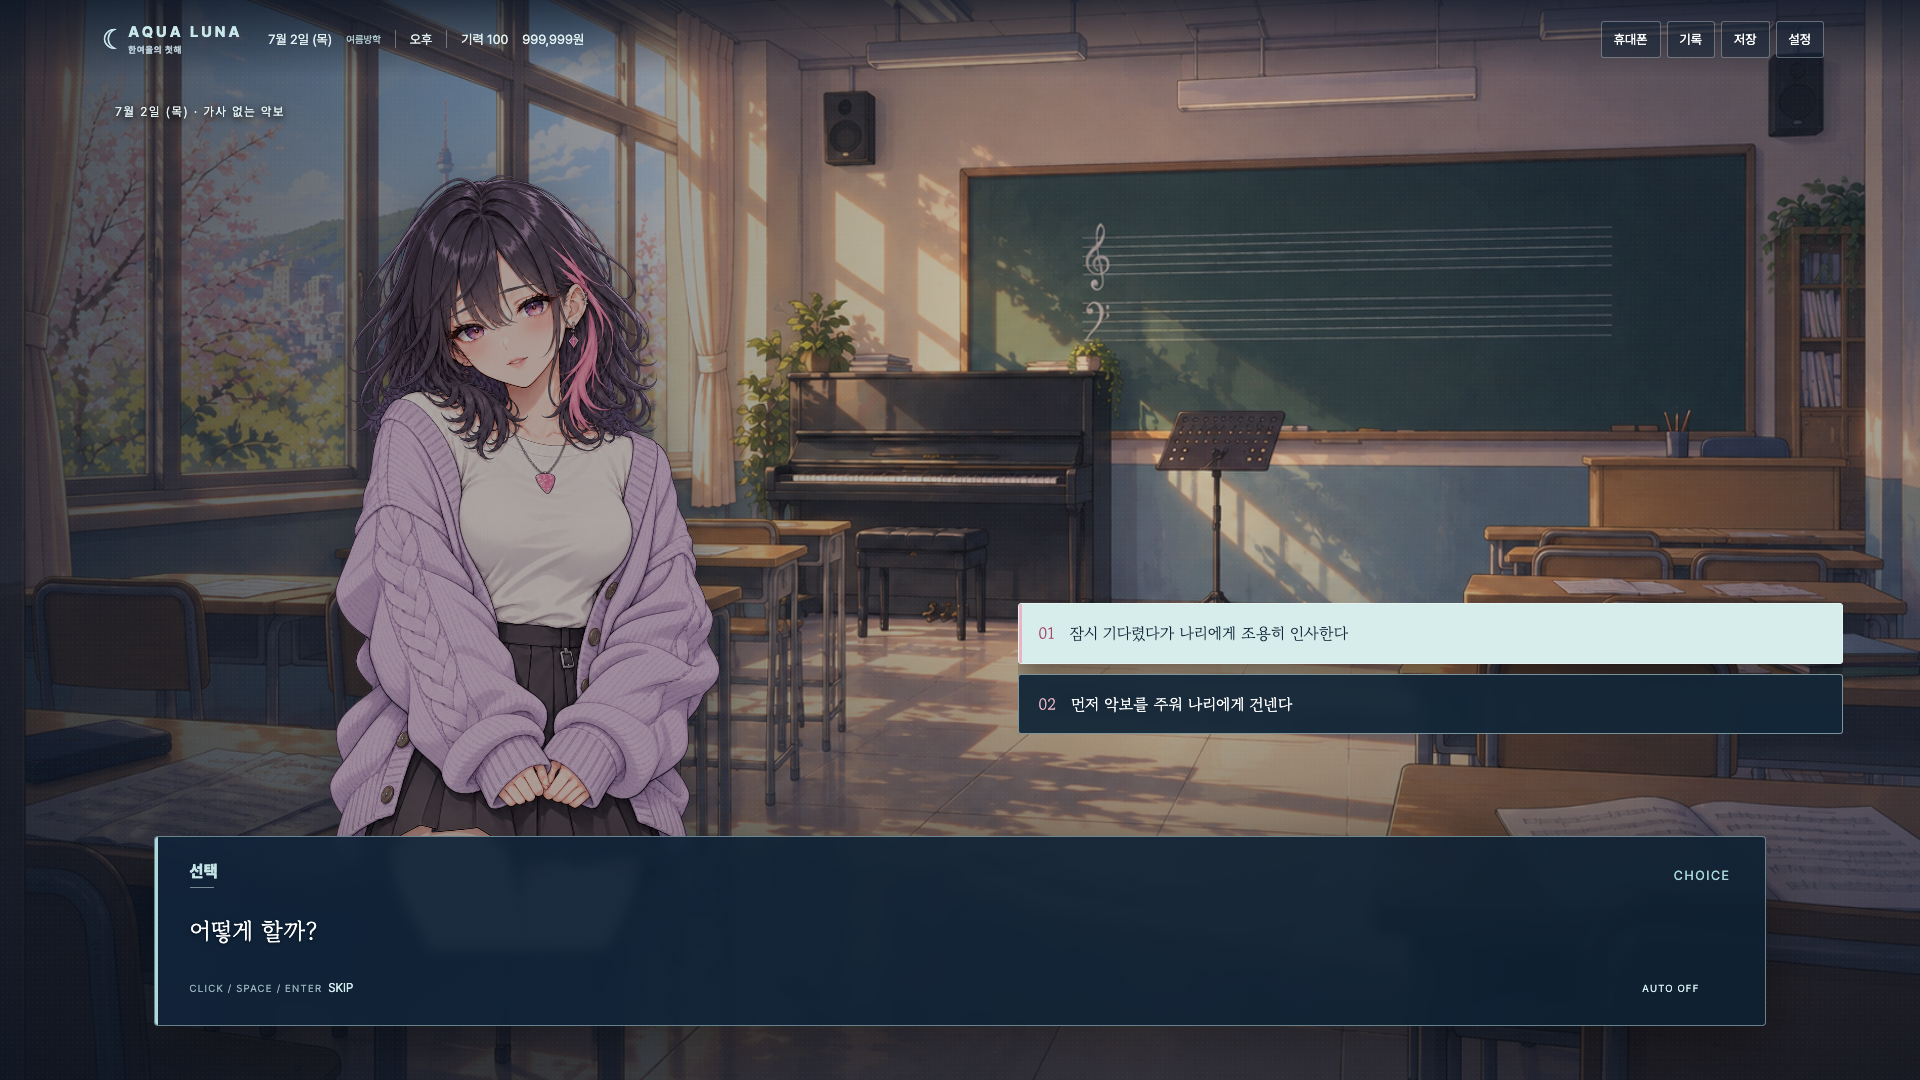 AQUA LUNA
한여울의 첫해
7월 2일 (목) 여름방학 오후 기력 100 999,999원
휴대폰 기록 저장 설정
7월 2일 (목) · 가사 없는 악보
01 잠시 기다렸다가 나리에게 조용히 인사한다
02 먼저 악보를 주워 나리에게 건넨다
선택
CHOICE
어떻게 할까?
CLICK / SPACE / ENTER SKIP
AUTO OFF